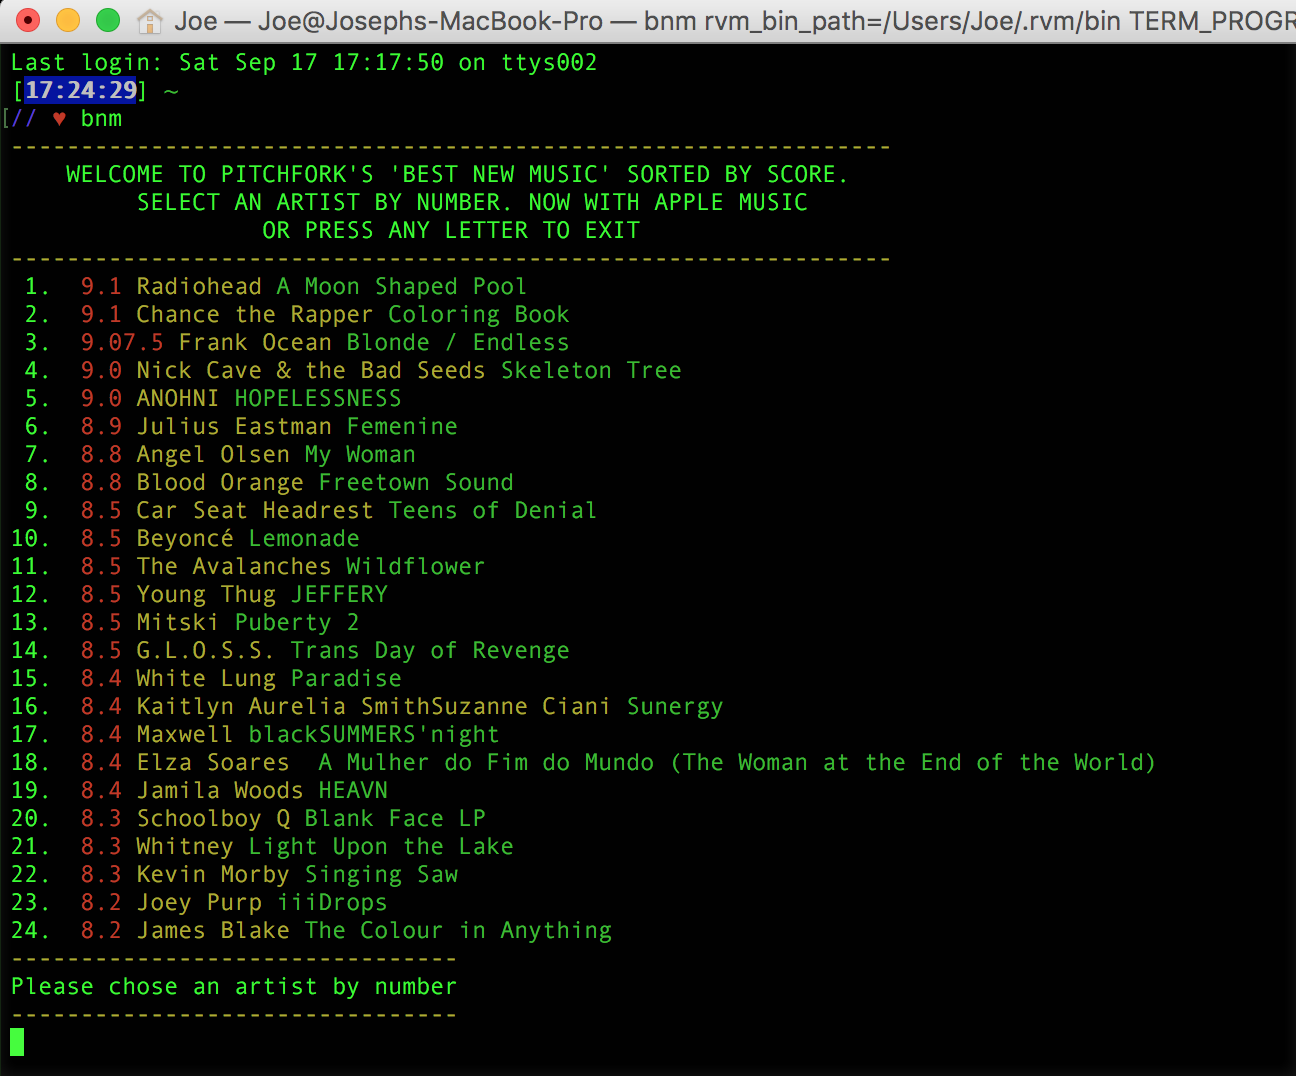 Joe — Joe@Josephs-MacBook-Pro — bnm rvm_bin_path=/Users/Joe/.rvm/bin TERM_PROGR
Last login: Sat Sep 17 17:17:50 on ttys002
[17:24:29] ~
[// ♥ bnm
---------------------------------------------------------------
WELCOME TO PITCHFORK'S 'BEST NEW MUSIC' SORTED BY SCORE.
SELECT AN ARTIST BY NUMBER. NOW WITH APPLE MUSIC
OR PRESS ANY LETTER TO EXIT
---------------------------------------------------------------
1. 9.1 Radiohead A Moon Shaped Pool
2. 9.1 Chance the Rapper Coloring Book
3. 9.07.5 Frank Ocean Blonde / Endless
4. 9.0 Nick Cave & the Bad Seeds Skeleton Tree
5. 9.0 ANOHNI HOPELESSNESS
6. 8.9 Julius Eastman Femenine
7. 8.8 Angel Olsen My Woman
8. 8.8 Blood Orange Freetown Sound
9. 8.5 Car Seat Headrest Teens of Denial
10. 8.5 Beyoncé Lemonade
11. 8.5 The Avalanches Wildflower
12. 8.5 Young Thug JEFFERY
13. 8.5 Mitski Puberty 2
14. 8.5 G.L.O.S.S. Trans Day of Revenge
15. 8.4 White Lung Paradise
16. 8.4 Kaitlyn Aurelia SmithSuzanne Ciani Sunergy
17. 8.4 Maxwell blackSUMMERS'night
18. 8.4 Elza Soares  A Mulher do Fim do Mundo (The Woman at the End of the World)
19. 8.4 Jamila Woods HEAVN
20. 8.3 Schoolboy Q Blank Face LP
21. 8.3 Whitney Light Upon the Lake
22. 8.3 Kevin Morby Singing Saw
23. 8.2 Joey Purp iiiDrops
24. 8.2 James Blake The Colour in Anything
--------------------------------
Please chose an artist by number
--------------------------------